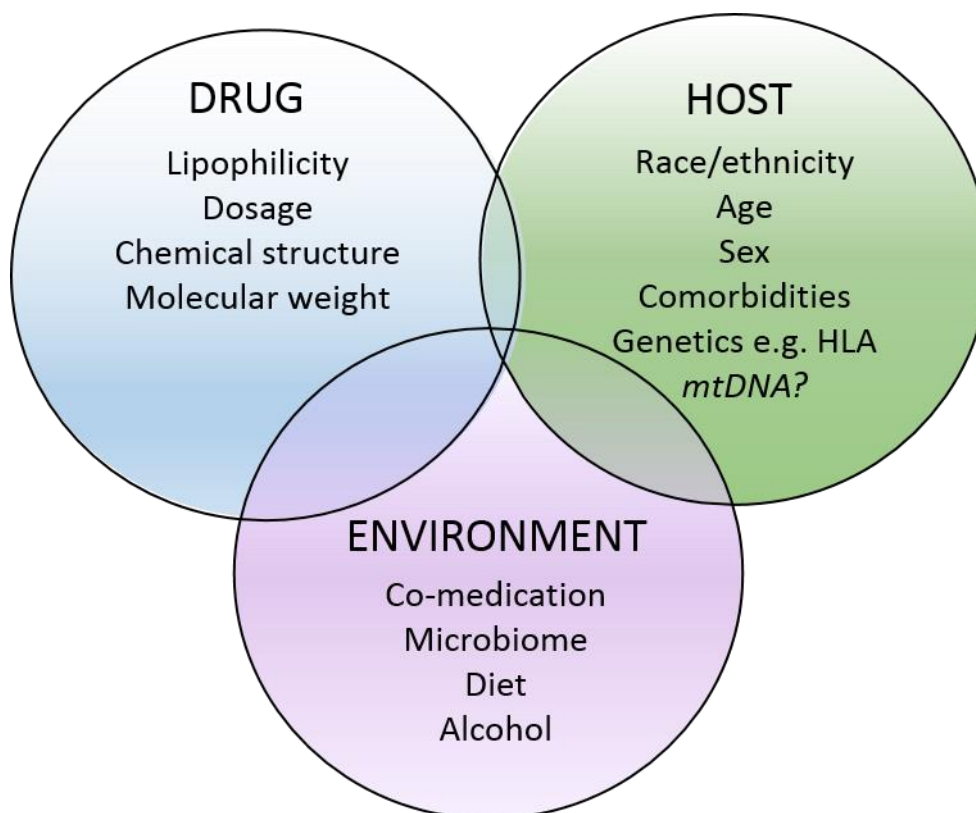 DRUG
Lipophilicity
Dosage
Chemical structure
Molecular weight
HOST
Race/ethnicity
Age
Sex
Comorbidities
Genetics e.g. HLA
mtDNA?
ENVIRONMENT
Co-medication
Microbiome
Diet
Alcohol